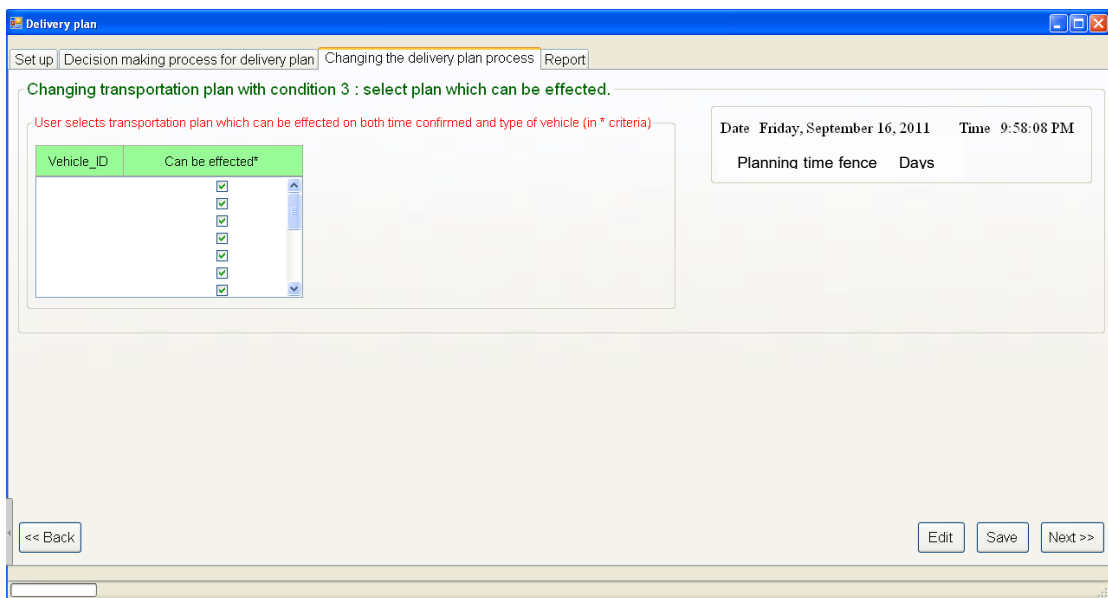 Delivery plan
Set up Decision making process for delivery plan Changing the delivery plan process Report
Changing transportation plan with condition 3 : select plan which can be effected.
User selects transportation plan which can be effected on both time confirmed and type of vehicle (in * criteria)
Date Friday, September 16, 2011 Time 9:58:08 PM
Planning time fence Days
Vehicle_ID Can be effected*
<< Back Edit Save Next >>